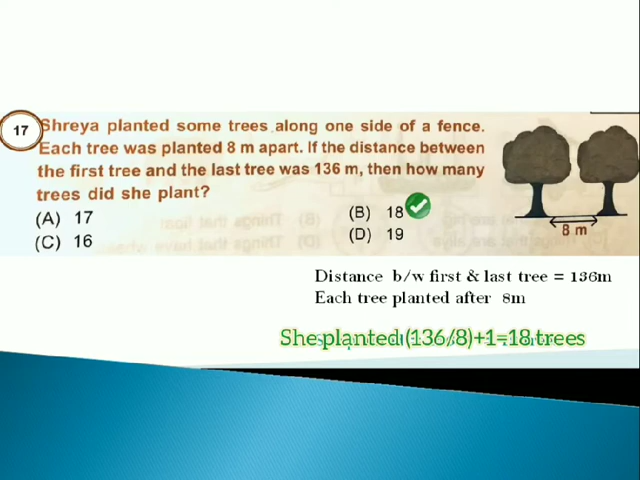 17
Shreya planted some trees along one side of a fence.
Each tree was planted 8 m apart. If the distance between
the first tree and the last tree was 136 m, then how many
trees did she plant?
(A) 17
(B) 18
(C) 16
(D) 19
8 m
Distance b/w first & last tree = 136m
Each tree planted after 8m
She planted (136/8)+1=18 trees